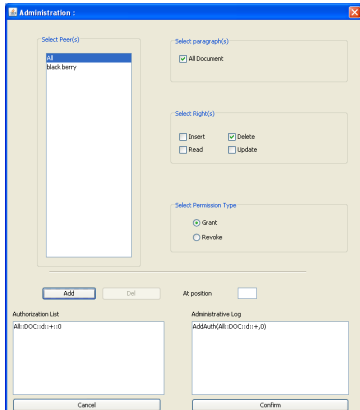 Administration :
Select Peer(s)
All
black berry
Select paragraph(s)
All Document
Select Right(s)
Insert Delete
Read Update
Select Permission Type
Grant
Revoke
Add Del At position
Authorization List Administrative Log
All::DOC::d::+::0 AddAuth(All::DOC::d::+,0)
Cancel Confirm